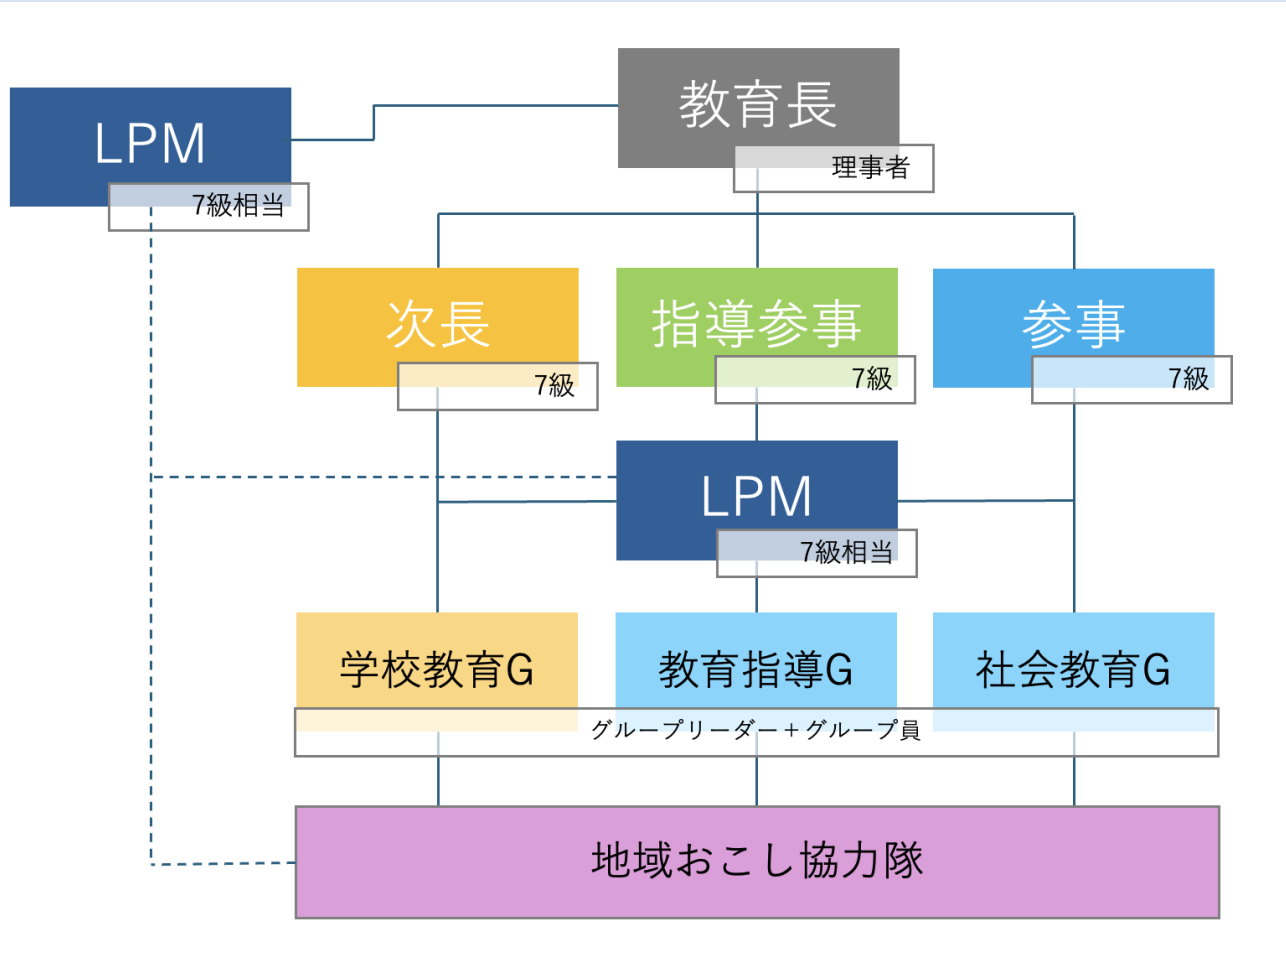 教育長
理事者
LPM
7級相当
次長
7級
指導参事
7級
参事
7級
LPM
7級相当
学校教育G
教育指導G
社会教育G
グループリーダー＋グループ員
地域おこし協力隊